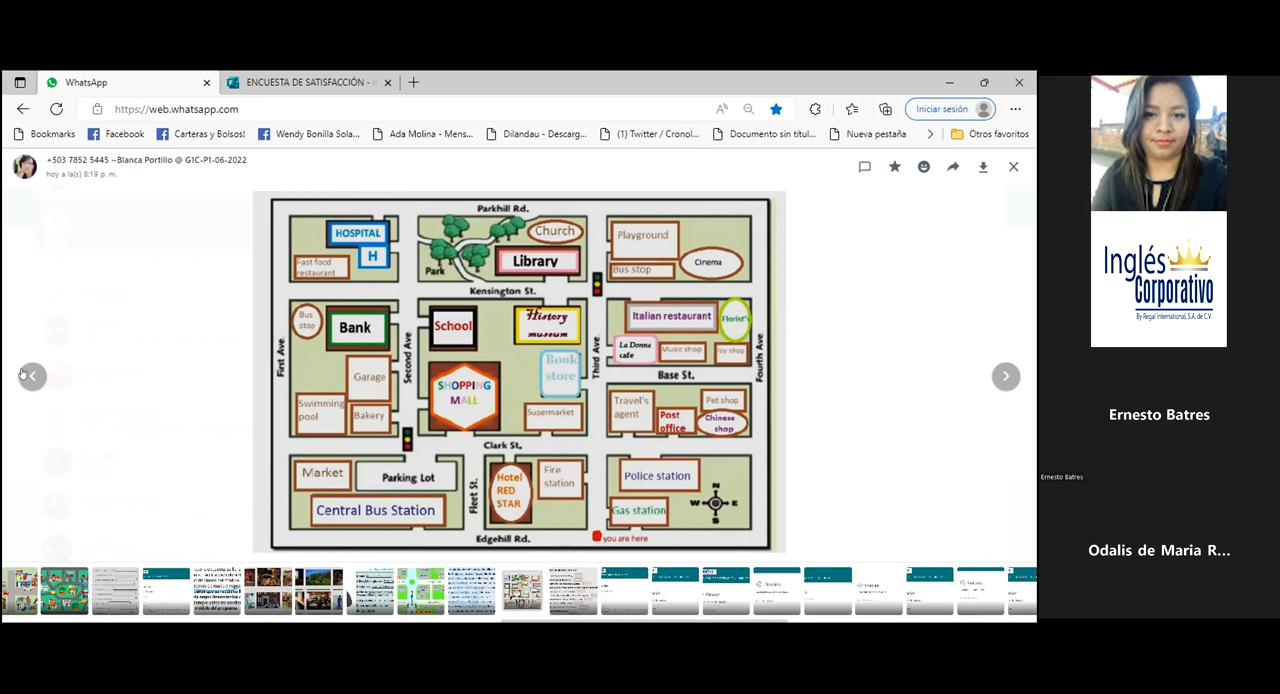 WhatsApp
ENCUESTA DE SATISFACCIÓN - 
https://web.whatsapp.com
Iniciar sesión
Bookmarks
Facebook
Carteras y Bolsos!
Wendy Bonilla Sola...
Ada Molina - Mens...
Dilandau - Descarg...
(1) Twitter / Cronol...
Documento sin titul...
Nueva pestaña
Otros favoritos
+503 7852 5445 ~Blanca Portillo @ G1C-P1-06-2022
hoy a la(s) 8:19 p. m.
Parkhill Rd.
HOSPITAL
H
Fast food
restaurant
Park
Church
Library
Playground
Bus stop
Cinema
Kensington St.
Bus
stop
Bank
School
History
museum
Italian restaurant
Florist's
La Donna
cafe
Music shop
Toy shop
First Ave.
Second Ave
Third Ave.
Fourth Ave.
Garage
SHOPPING
MALL
Book
store
Base St.
Swimming
pool
Bakery
Supermarket
Travel's
agent
Post
office
Pet shop
Chinese
shop
Clark St.
Market
Parking Lot
Central Bus Station
Fleet St.
Hotel
RED
STAR
Fire
station
Police station
Gas station
N
W
E
S
Edgehill Rd.
you are here
Inglés
Corporativo
By Regal International, S.A. de C.V.
Ernesto Batres
Ernesto Batres
Odalis de Maria R...